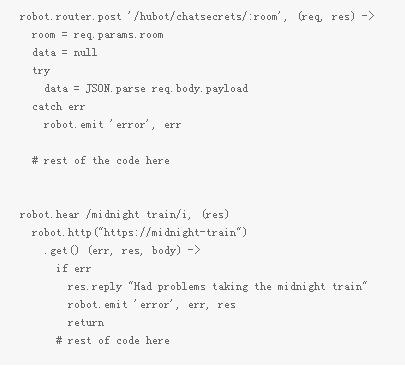 robot.router.post '/hubot/chatsecrets/:room', (req, res) ->
  room = req.params.room
  data = null
  try
    data = JSON.parse req.body.payload
  catch err
    robot.emit 'error', err

  # rest of the code here

robot.hear /midnight train/i, (res)
  robot.http("https://midnight-train")
    .get() (err, res, body) ->
      if err
        res.reply "Had problems taking the midnight train"
        robot.emit 'error', err, res
        return
      # rest of code here